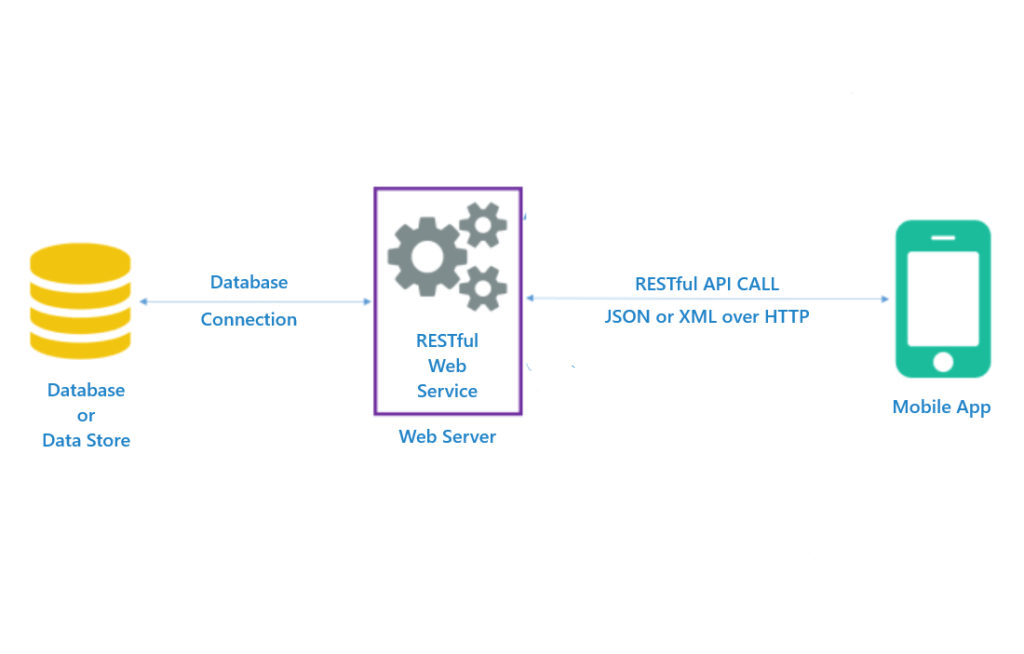 Database
Connection
Database
or
Data Store
RESTful
Web
Service
Web Server
RESTful API CALL
JSON or XML over HTTP
Mobile App